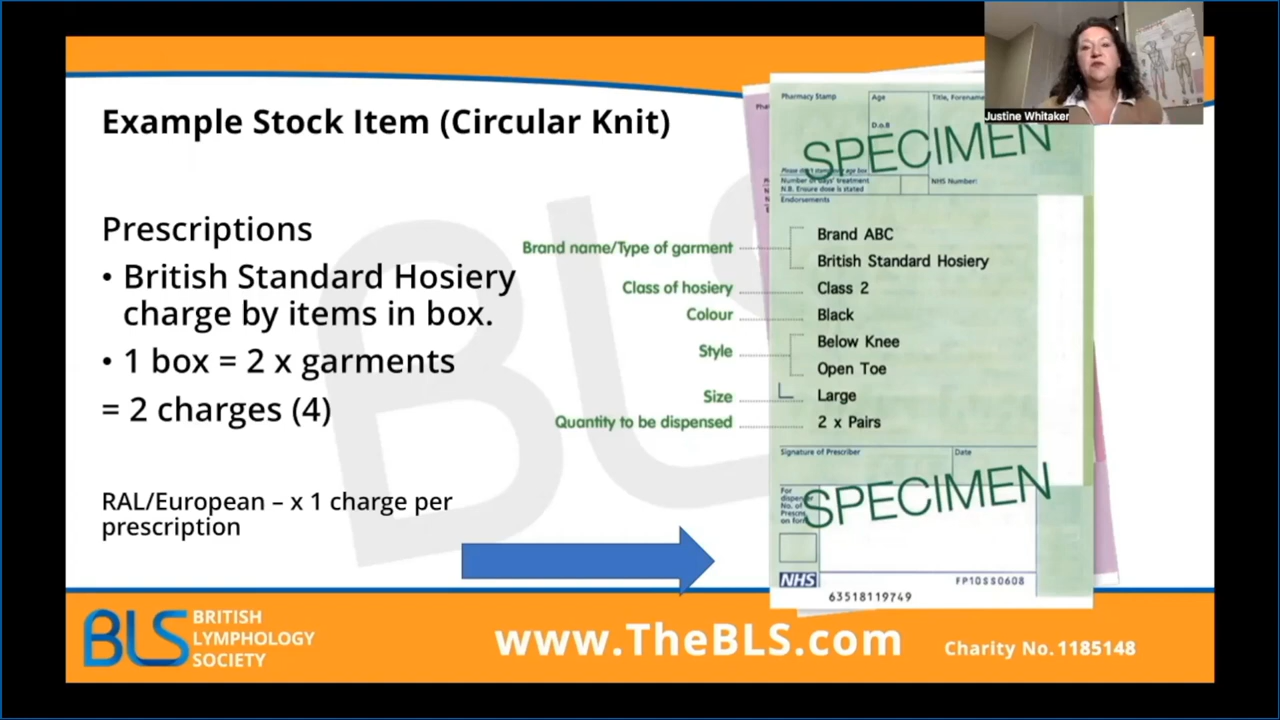 Example Stock Item (Circular Knit)
Prescriptions
• British Standard Hosiery
charge by items in box.
• 1 box = 2 x garments
= 2 charges (4)
RAL/European – x 1 charge per
prescription
Brand name/Type of garment
Class of hosiery
Colour
Style
Size
Quantity to be dispensed
Pharmacy Stamp
Age
D.o.B
Title, Forename
SPECIMEN
Number of days' treatment
N.B. Ensure dose is stated
NHS Number:
Endorsements
Brand ABC
British Standard Hosiery
Class 2
Black
Below Knee
Open Toe
Large
2 x Pairs
Signature of Prescriber
Date
SPECIMEN
For
NHS
FP10SS0608
63518119749
Justine Whitaker
BLS
BLS BRITISH
LYMPHOLOGY
SOCIETY
www.TheBLS.com
Charity No. 1185148